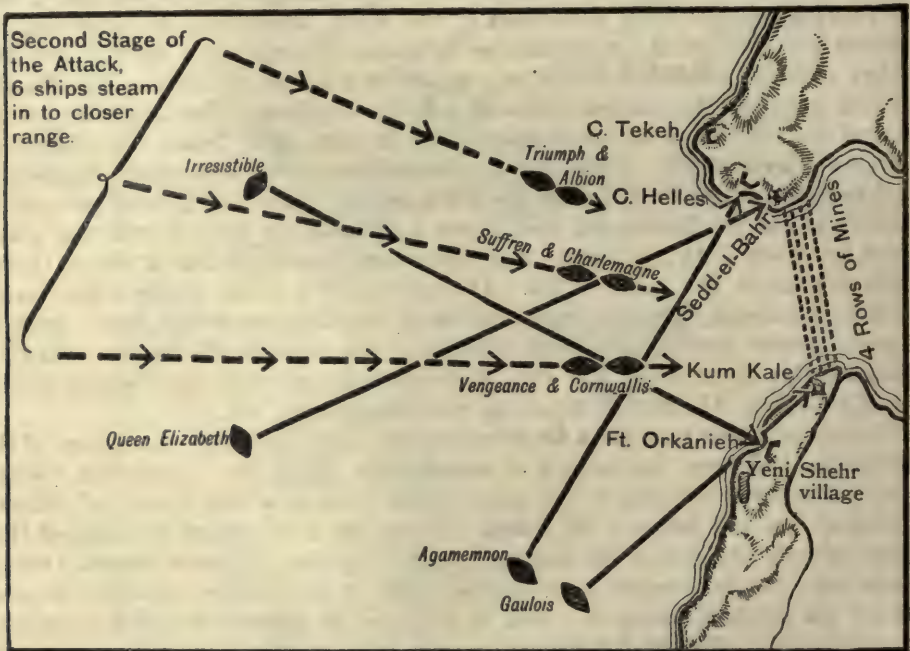 Second Stage of
the Attack,
6 ships steam
in to closer
range.
C. Tekeh
Triumph &
Albion
Irresistible
C. Helles
Suffren & Charlemagne
Sedd-el-Bahr
4 Rows of Mines
Kum Kale
Vengeance & Cornwallis
Queen Elizabeth
Ft. Orkanieh
Yeni Shehr
village
Agamemnon
Gaulois